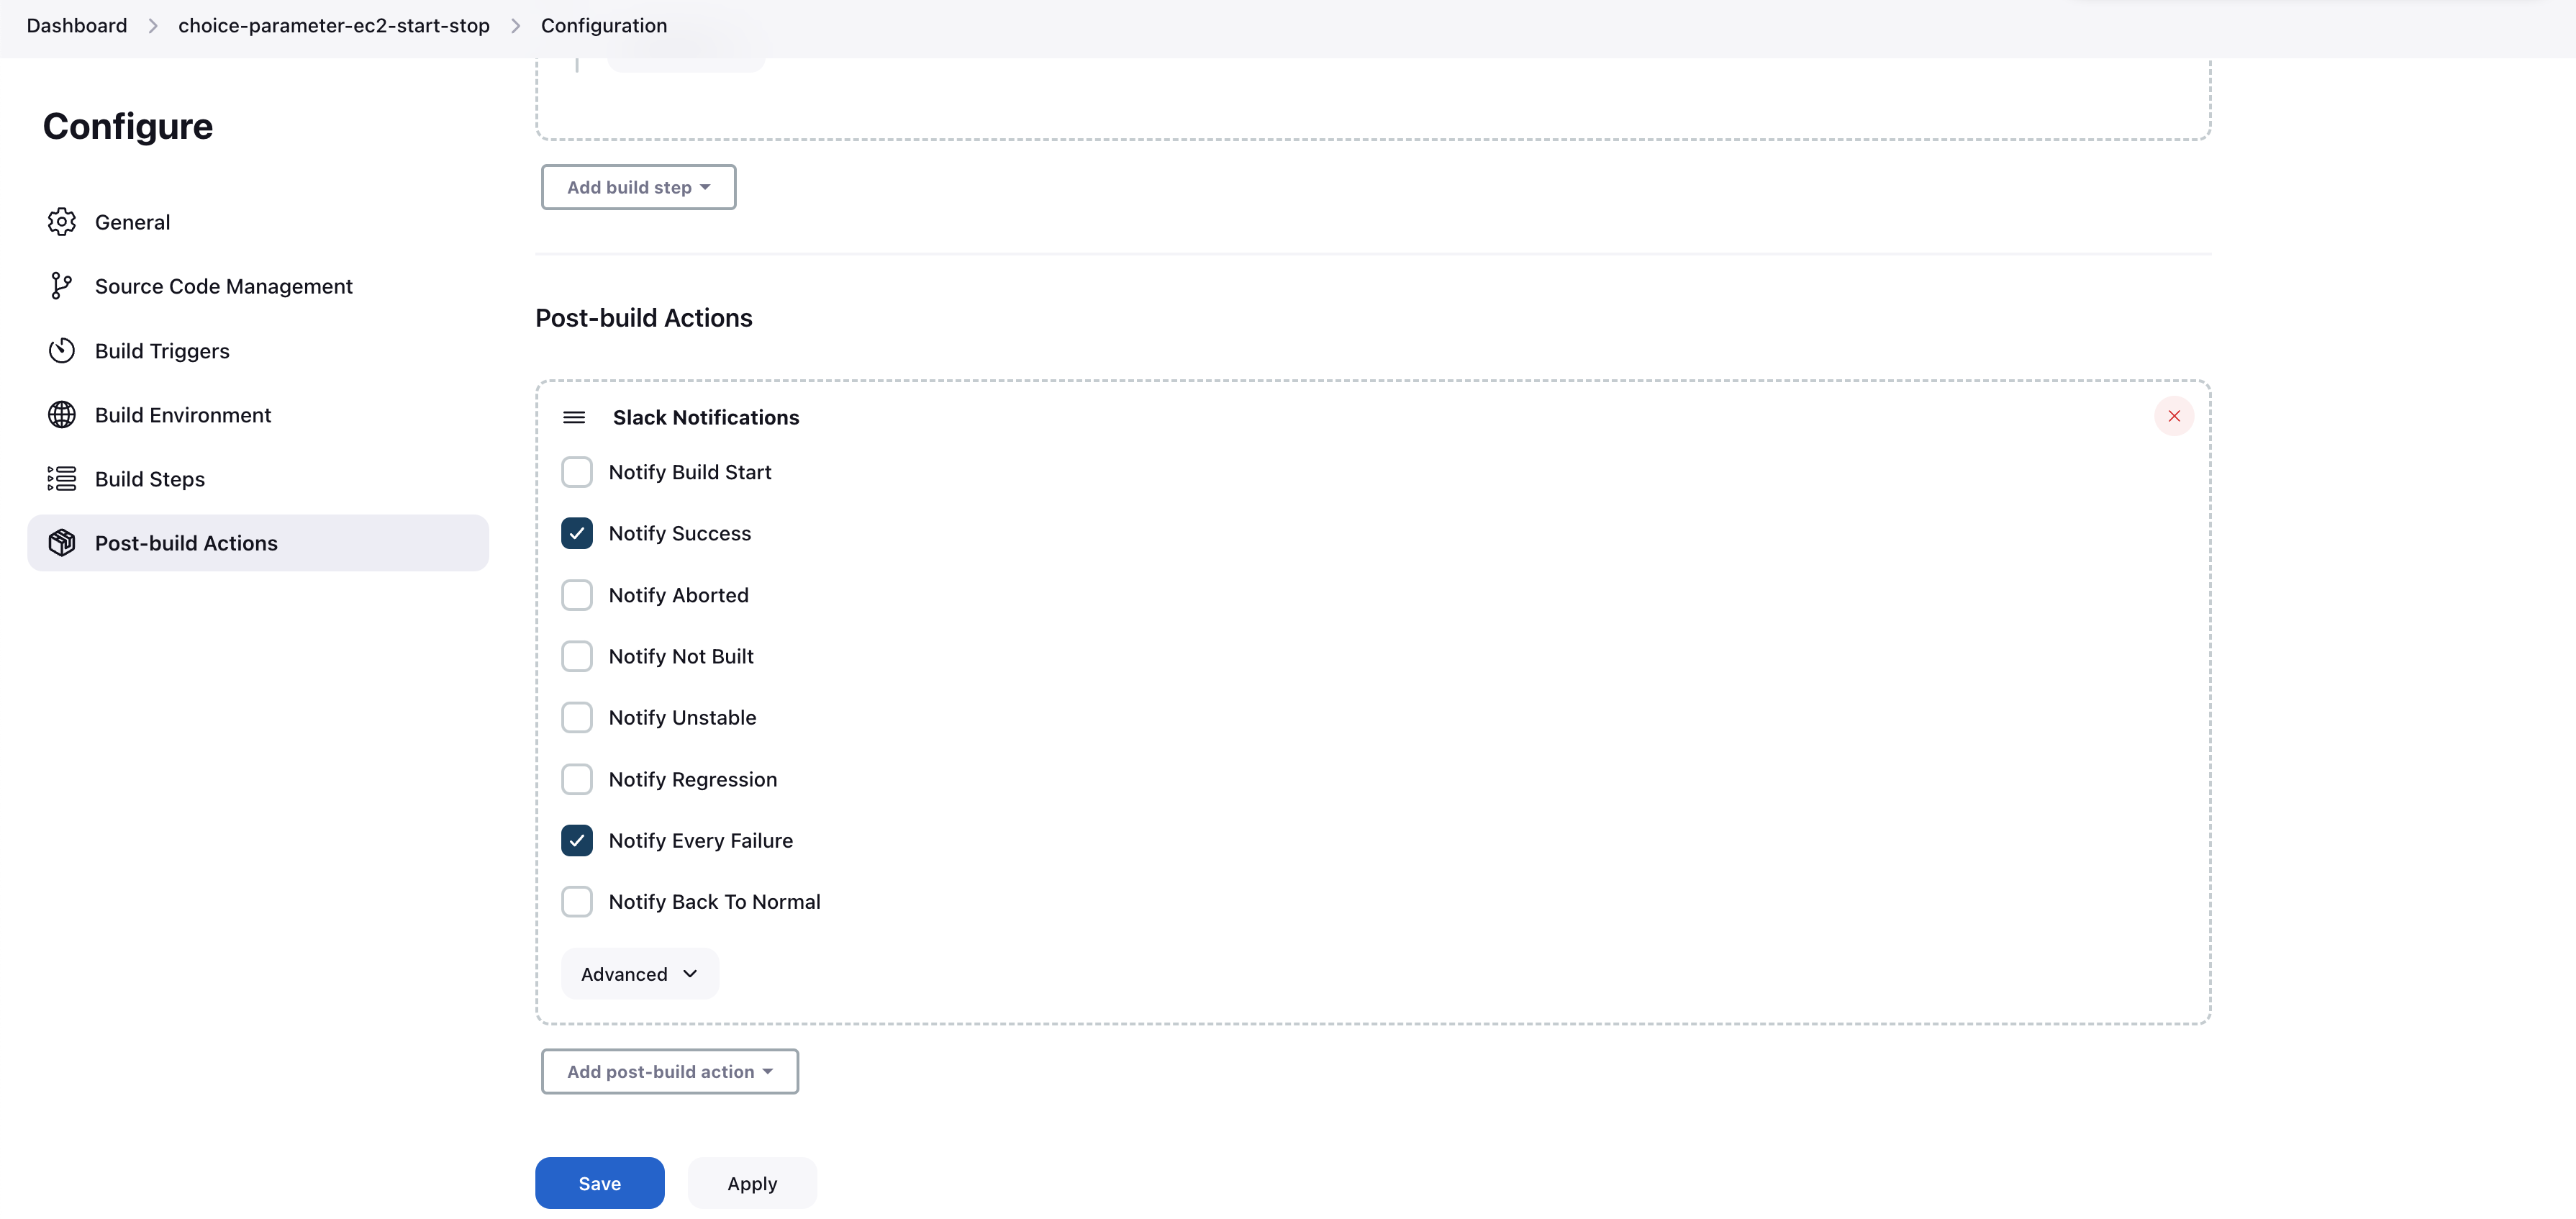 Dashboard > choice-parameter-ec2-start-stop > Configuration
Configure
General
Source Code Management
Build Triggers
Build Environment
Build Steps
Post-build Actions
Add build step
Post-build Actions
Slack Notifications
Notify Build Start
Notify Success
Notify Aborted
Notify Not Built
Notify Unstable
Notify Regression
Notify Every Failure
Notify Back To Normal
Advanced
Add post-build action
Save
Apply